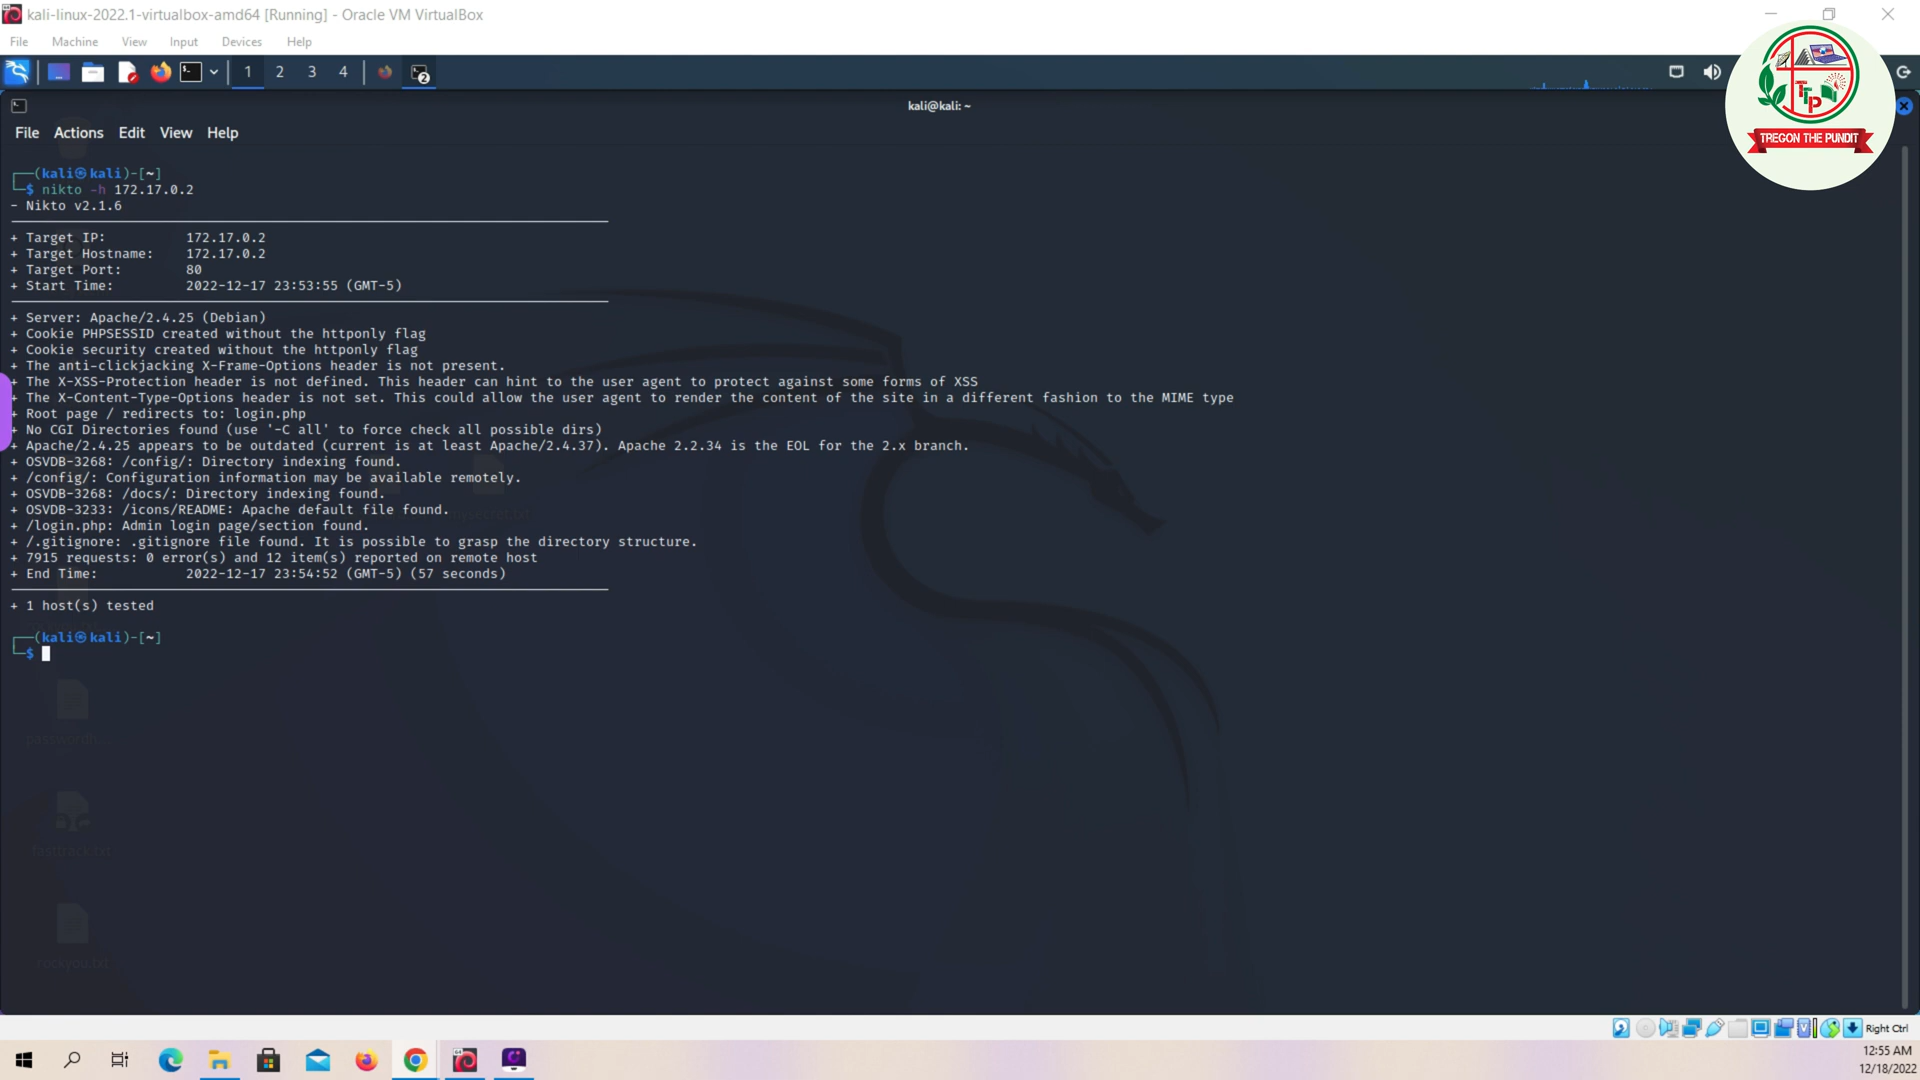 kali-linux-2022.1-virtualbox-amd64 [Running] - Oracle VM VirtualBox
File Machine View Input Devices Help
1 2 3 4 2
kali@kali: ~
File Actions Edit View Help
TTP
TREGON THE PUNDIT
┌──(kali㉿kali)-[~]
└─$ nikto -h 172.17.0.2
- Nikto v2.1.6
+ Target IP: 172.17.0.2
+ Target Hostname: 172.17.0.2
+ Target Port: 80
+ Start Time: 2022-12-17 23:53:55 (GMT-5)
+ Server: Apache/2.4.25 (Debian)
+ Cookie PHPSESSID created without the httponly flag
+ Cookie security created without the httponly flag
+ The anti-clickjacking X-Frame-Options header is not present.
+ The X-XSS-Protection header is not defined. This header can hint to the user agent to protect against some forms of XSS
+ The X-Content-Type-Options header is not set. This could allow the user agent to render the content of the site in a different fashion to the MIME type
+ Root page / redirects to: login.php
+ No CGI Directories found (use '-C all' to force check all possible dirs)
+ Apache/2.4.25 appears to be outdated (current is at least Apache/2.4.37). Apache 2.2.34 is the EOL for the 2.x branch.
+ OSVDB-3268: /config/: Directory indexing found.
+ /config/: Configuration information may be available remotely.
+ OSVDB-3268: /docs/: Directory indexing found.
+ OSVDB-3233: /icons/README: Apache default file found.
+ /login.php: Admin login page/section found.
+ /.gitignore: .gitignore file found. It is possible to grasp the directory structure.
+ 7915 requests: 0 error(s) and 12 item(s) reported on remote host
+ End Time: 2022-12-17 23:54:52 (GMT-5) (57 seconds)
+ 1 host(s) tested
┌──(kali㉿kali)-[~]
└─$
rockyou.txt
Right Ctrl
12:55 AM
12/18/2022